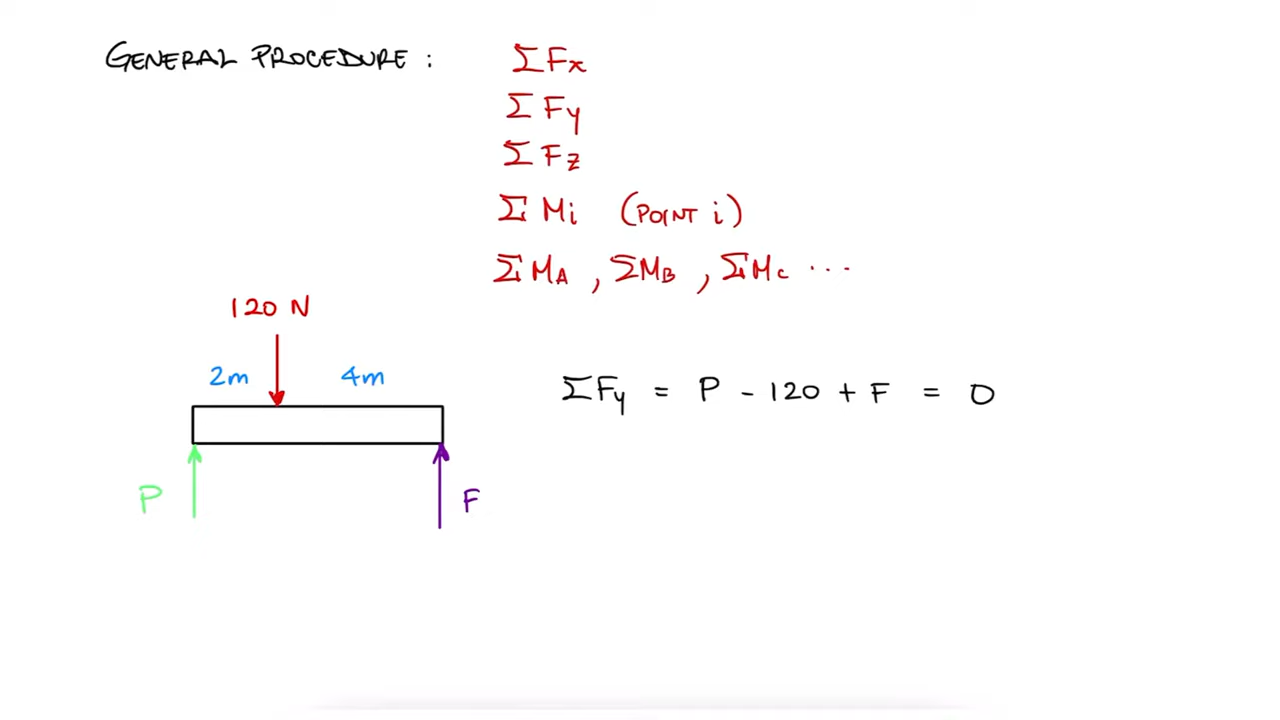 GENERAL PROCEDURE :
ΣFx
ΣFy
ΣFz
ΣMi (POINT i)
ΣMA , ΣMB , ΣMC ...
120 N
2m 4m
ΣFy = P - 120 + F = 0
P
F